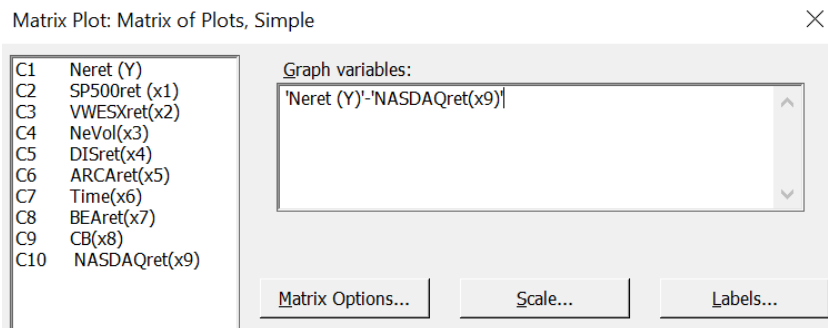 Matrix Plot: Matrix of Plots, Simple
C1 Neret (Y)
C2 SP500ret (x1)
C3 VWESXret(x2)
C4 NeVol(x3)
C5 DISret(x4)
C6 ARCAret(x5)
C7 Time(x6)
C8 BEAret(x7)
C9 CB(x8)
C10 NASDAQret(x9)
Graph variables:
'Neret (Y)'-'NASDAQret(x9)'
Matrix Options... Scale... Labels...